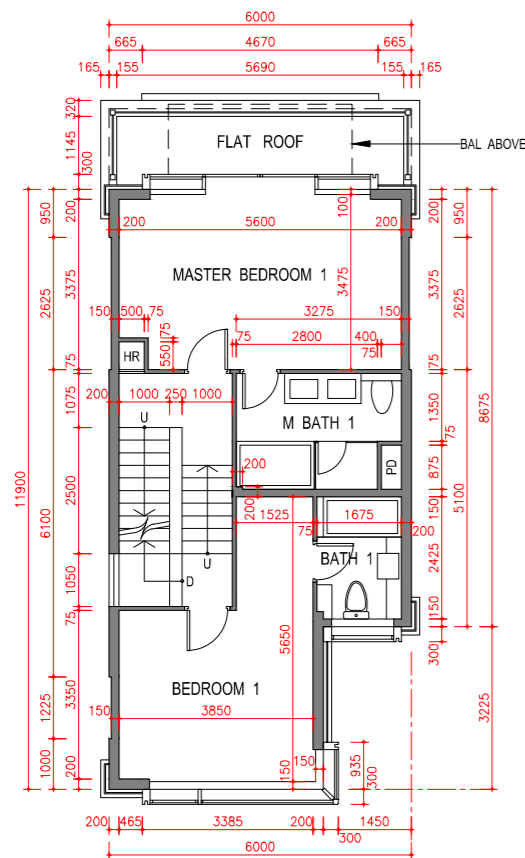 6000
665 4670 665
165 155 5690 155 165
320
1145
300
FLAT ROOF
BAL ABOVE
950 200 200 950
200 5600 200
100
MASTER BEDROOM 1
2625 3375 3475 3375 2625
150 500 75 3275 150
75 2800 400
75
550 75
HR
75 75
200 1000 250 1000
1075 1350
U
M BATH 1
8675
75
PD
875
200
200
11900
6100
2500
5100
150
1525 75 1675 200
BATH 1
2425
U
D
1050
75
150
300
5650
BEDROOM 1
3350
150 3850
3225
1225
1000
200
150
150
935
300
200 465 3385 200 1450
300
6000